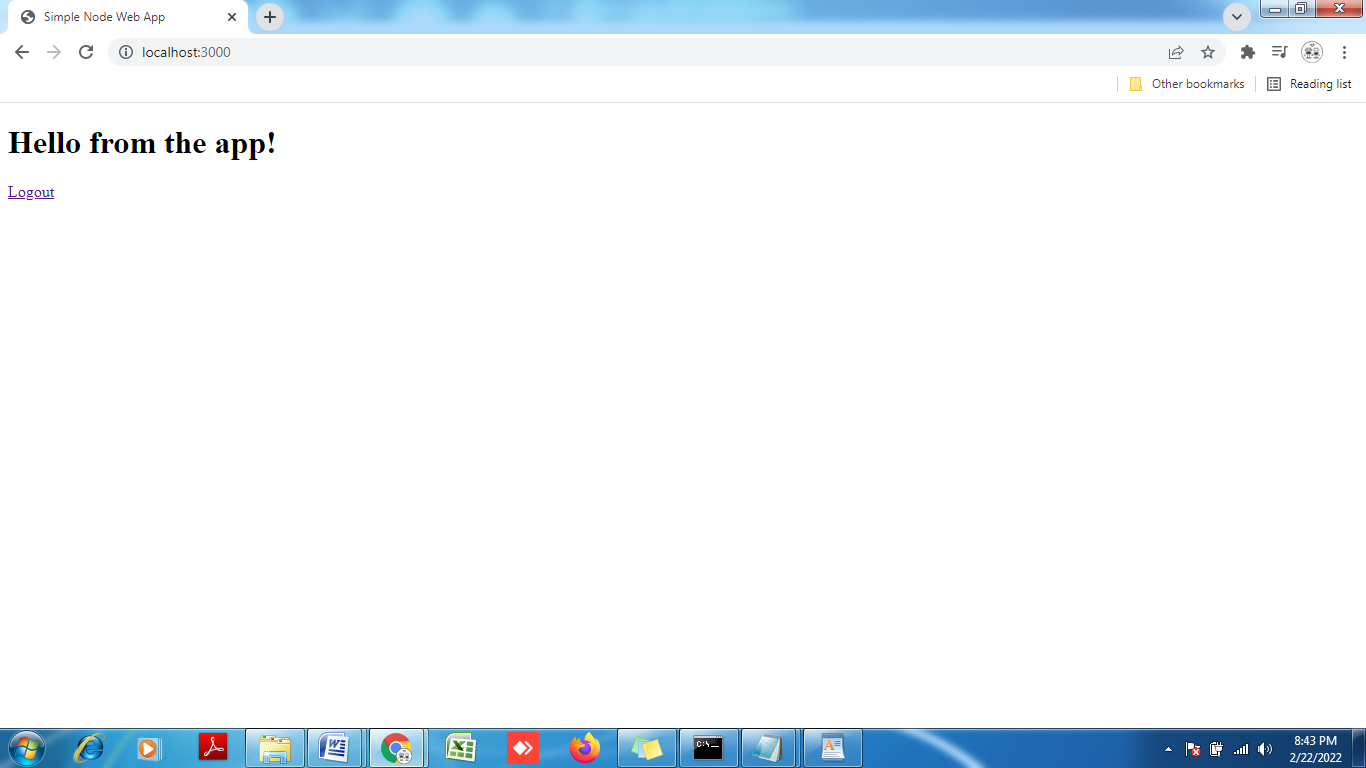 Simple Node Web App
localhost:3000
Other bookmarks
Reading list
Hello from the app!
Logout
C:\_
8:43 PM
2/22/2022